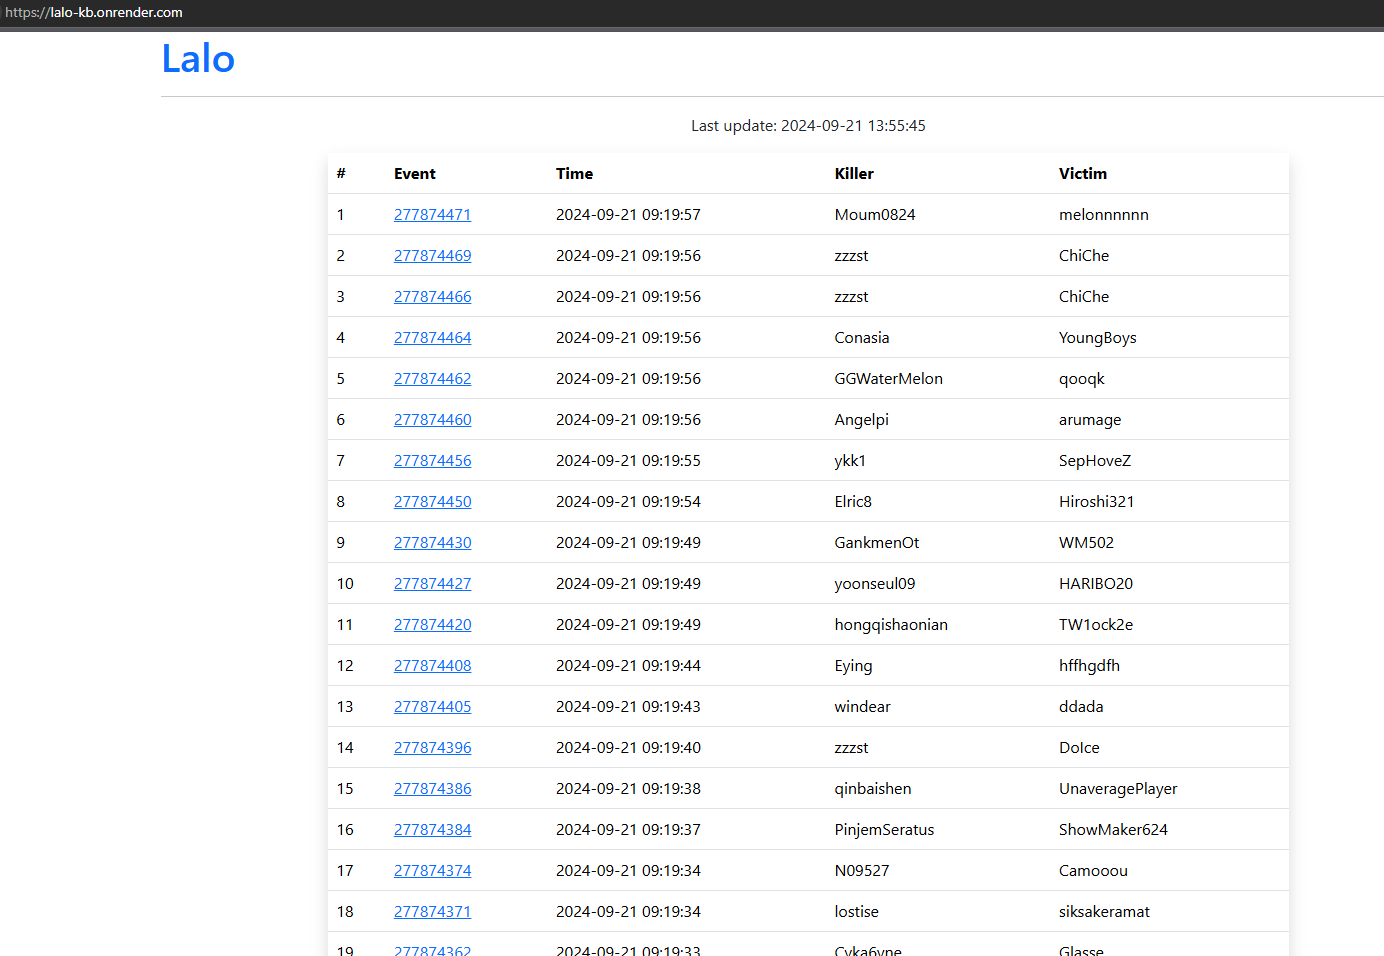 https://lalo-kb.onrender.com
Lalo
Last update: 2024-09-21 13:55:45
# Event Time Killer Victim
1 277874471 2024-09-21 09:19:57 Moum0824 melonnnnnn
2 277874469 2024-09-21 09:19:56 zzzst ChiChe
3 277874466 2024-09-21 09:19:56 zzzst ChiChe
4 277874464 2024-09-21 09:19:56 Conasia YoungBoys
5 277874462 2024-09-21 09:19:56 GGWaterMelon qooqk
6 277874460 2024-09-21 09:19:56 Angelpi arumage
7 277874456 2024-09-21 09:19:55 ykk1 SepHoveZ
8 277874450 2024-09-21 09:19:54 Elric8 Hiroshi321
9 277874430 2024-09-21 09:19:49 GankmenOt WM502
10 277874427 2024-09-21 09:19:49 yoonseul09 HARIBO20
11 277874420 2024-09-21 09:19:49 hongqishaonian TW1ock2e
12 277874408 2024-09-21 09:19:44 Eying hffhgdfh
13 277874405 2024-09-21 09:19:43 windear ddada
14 277874396 2024-09-21 09:19:40 zzzst Dolce
15 277874386 2024-09-21 09:19:38 qinbaishen UnaveragePlayer
16 277874384 2024-09-21 09:19:37 PinjemSeratus ShowMaker624
17 277874374 2024-09-21 09:19:34 N09527 Camooou
18 277874371 2024-09-21 09:19:34 lostise siksakeramat
19 277874362 2024-09-21 09:19:33 Glasse